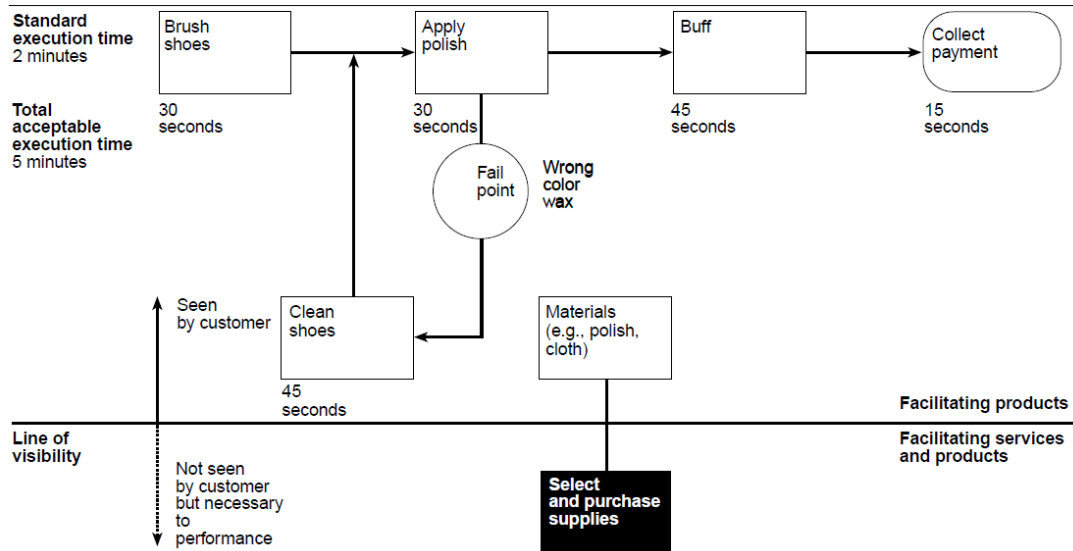 Standard
execution time
2 minutes
Brush
shoes
Apply
polish
Buff
Collect
payment
Total
acceptable
execution time
5 minutes
30
seconds
30
seconds
45
seconds
15
seconds
Fail
point
Wrong
color
wax
Seen
by customer
Clean
shoes
Materials
(e.g., polish,
cloth)
45
seconds
Facilitating products
Line of
visibility
Facilitating services
and products
Not seen
by customer
but necessary
to
performance
Select
and purchase
supplies